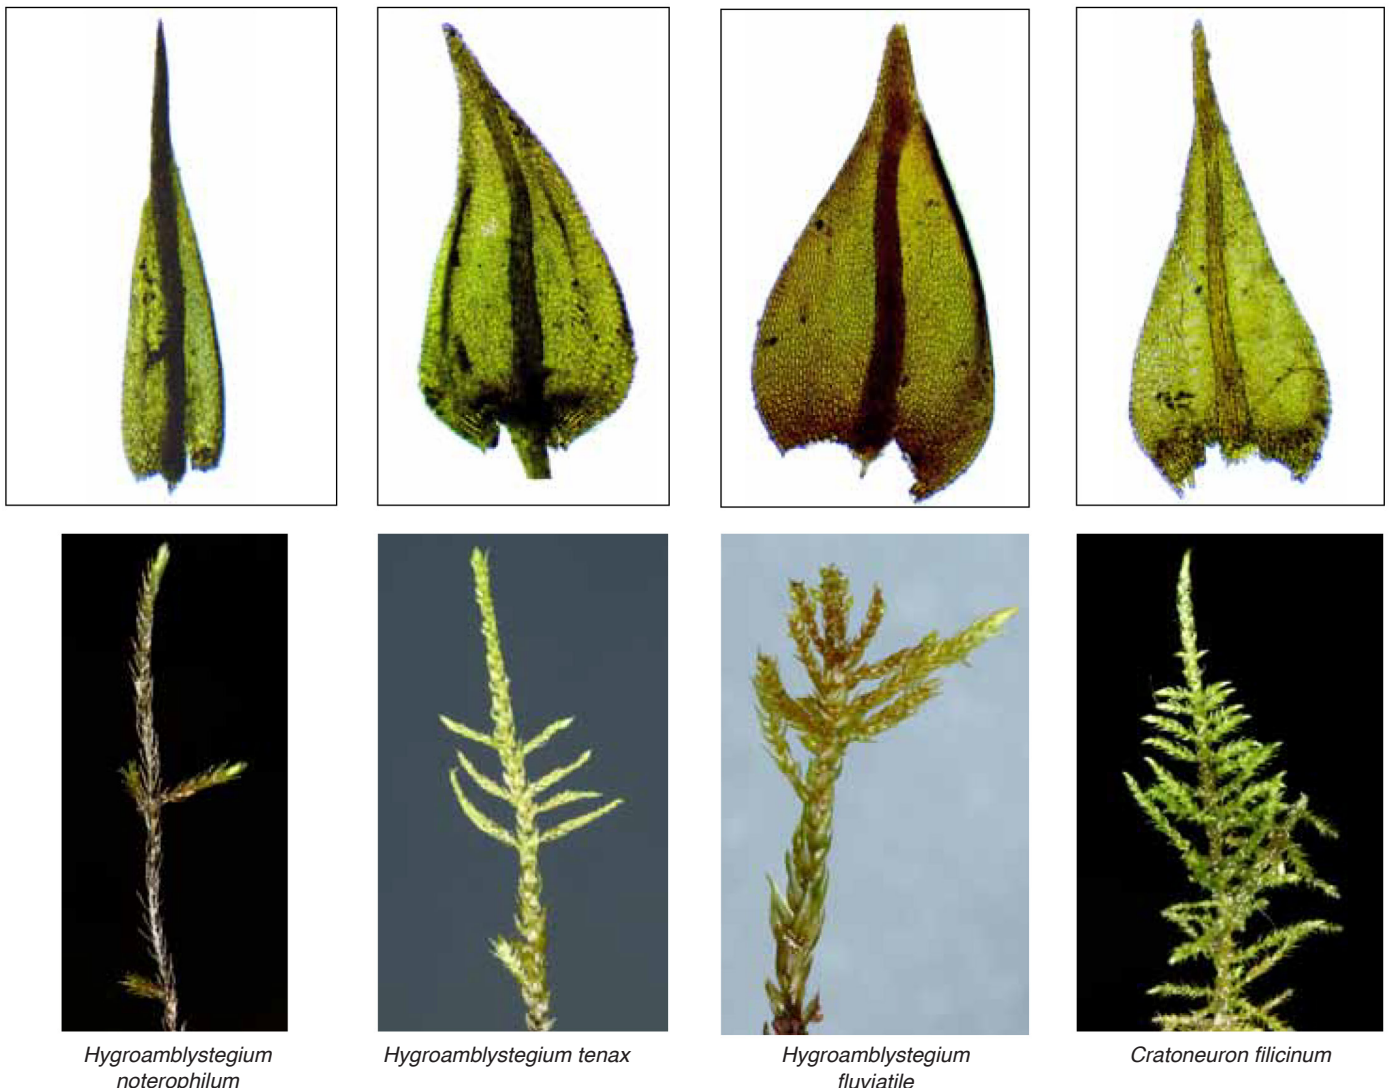 Hygroamblystegium
noterophilum
Hygroamblystegium tenax
Hygroamblystegium
fluviatile
Cratoneuron filicinum